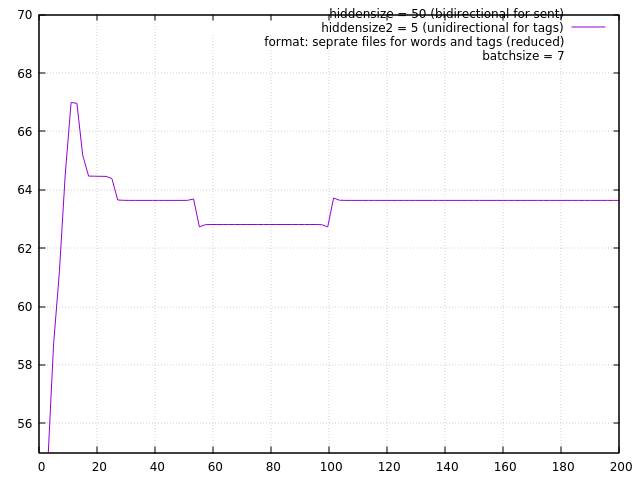 hiddensize = 50 (bidirectional for sent)
hiddensize2 = 5 (unidirectional for tags)
format: seprate files for words and tags (reduced)
batchsize = 7
70
68
66
64
62
60
58
56
0 20 40 60 80 100 120 140 160 180 200